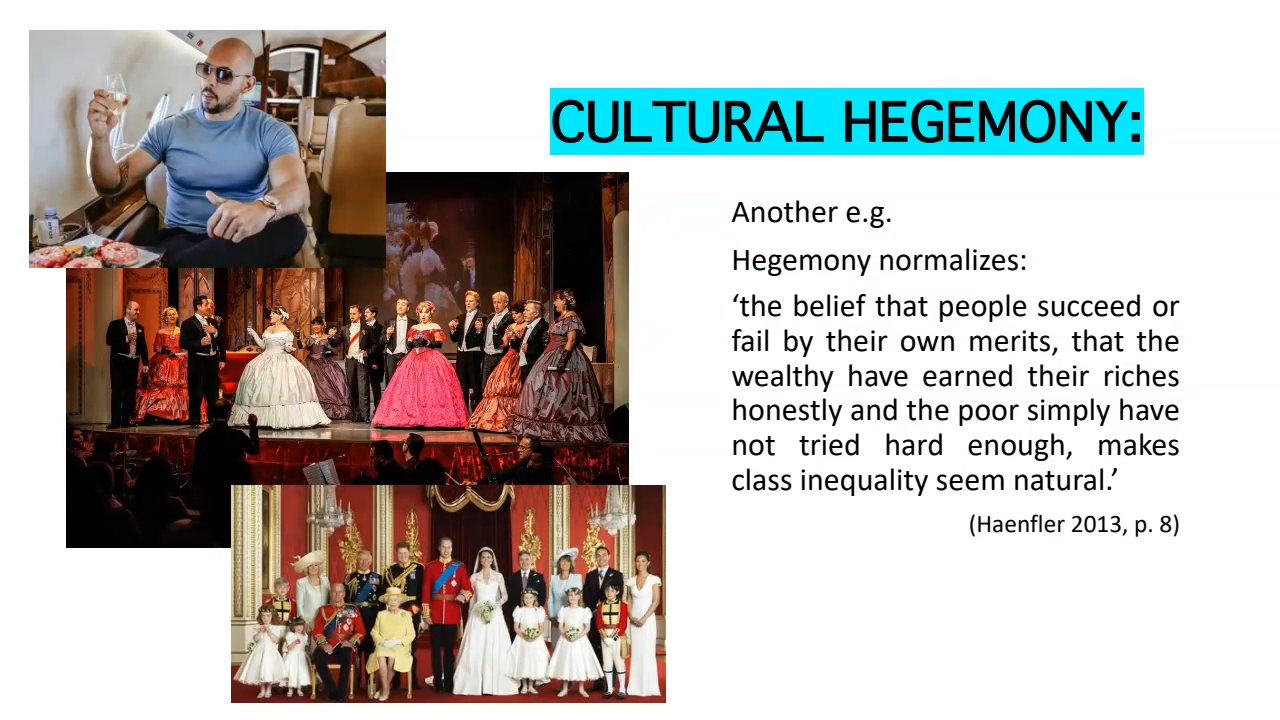 CULTURAL HEGEMONY:
Another e.g.
Hegemony normalizes:
‘the belief that people succeed or
fail by their own merits, that the
wealthy have earned their riches
honestly and the poor simply have
not tried hard enough, makes
class inequality seem natural.’
(Haenfler 2013, p. 8)